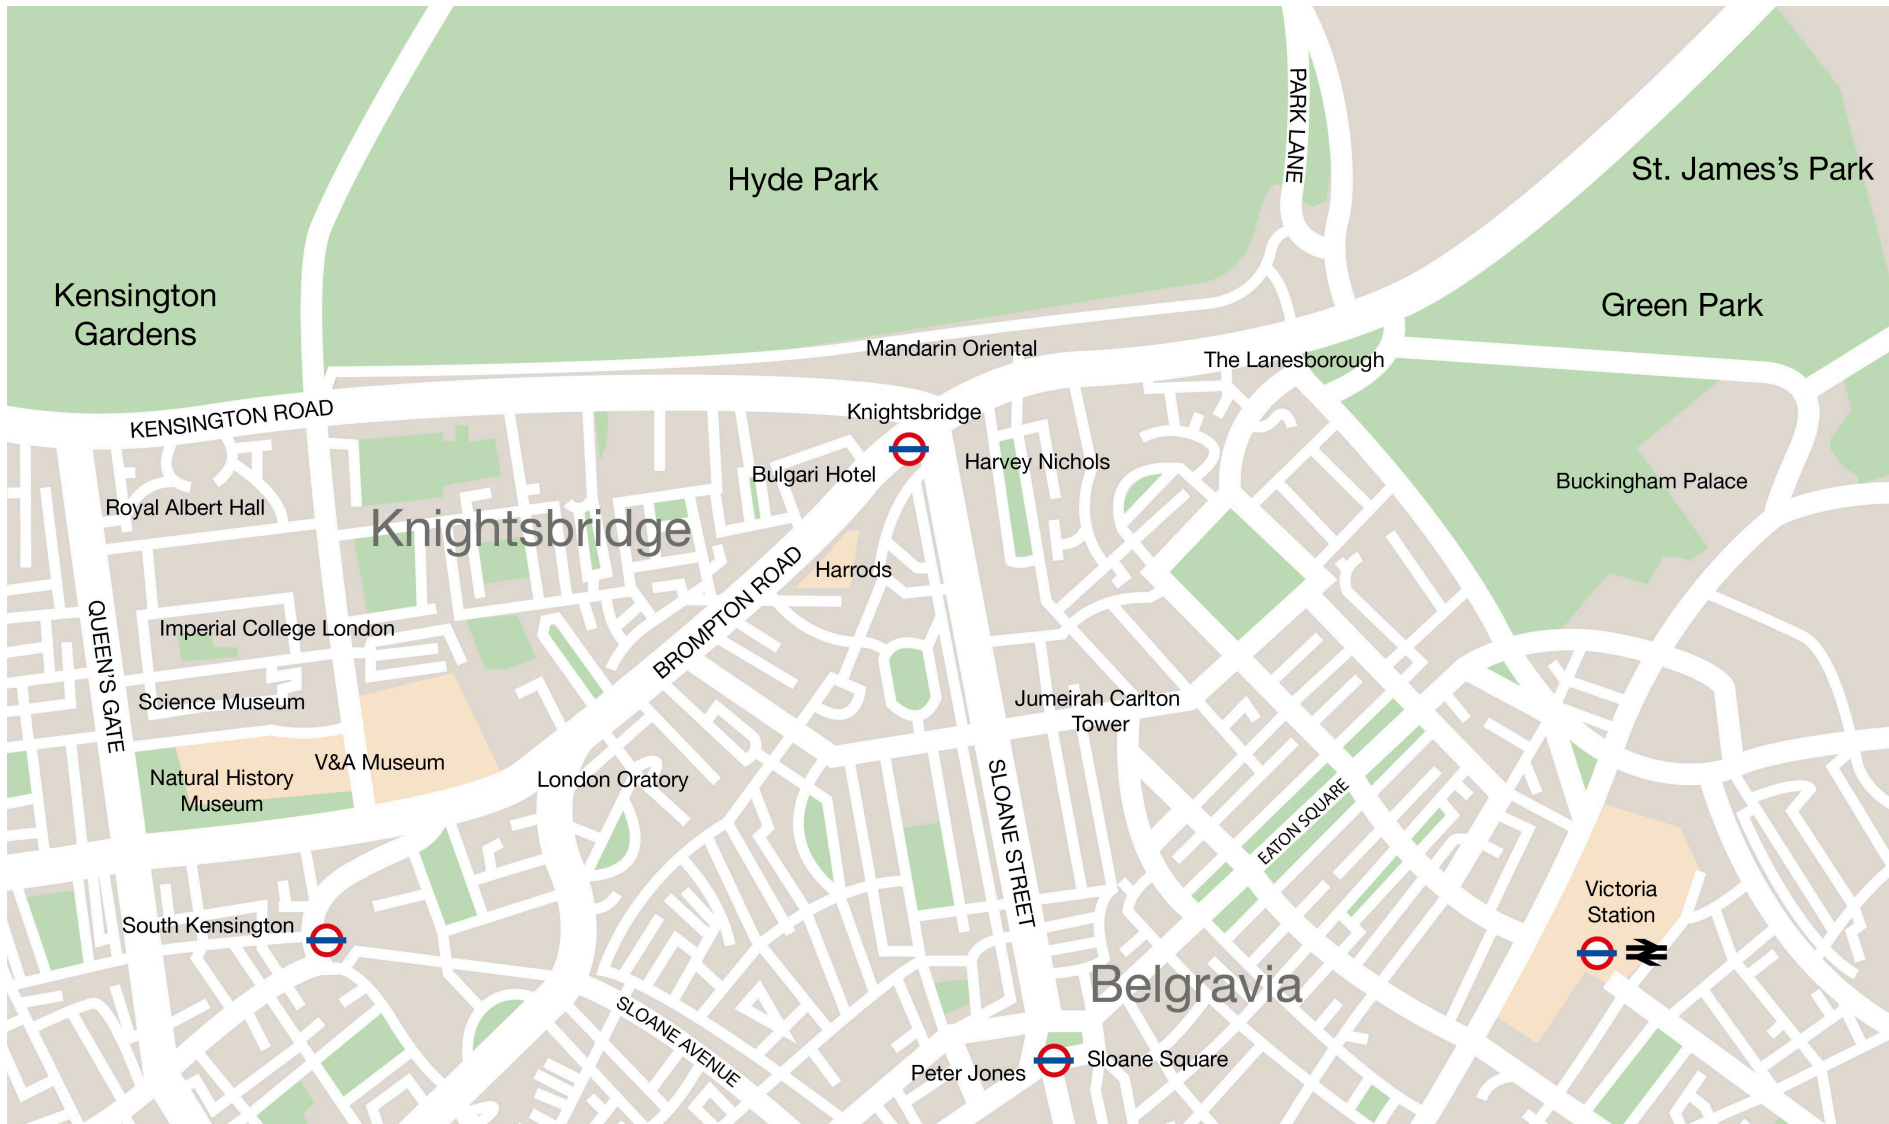 PARK LANE
St. James’s Park
Hyde Park
Kensington
Gardens
Green Park
Mandarin Oriental
The Lanesborough
KENSINGTON ROAD
Knightsbridge
Harvey Nichols
Bulgari Hotel
Buckingham Palace
Royal Albert Hall
Knightsbridge
Harrods
BROMPTON ROAD
Imperial College London
QUEEN'S GATE
Science Museum
Jumeirah Carlton
Tower
V&A Museum
Natural History
Museum
London Oratory
SLOANE STREET
EATON SQUARE
Victoria
Station
South Kensington
Belgravia
SLOANE AVENUE
Peter Jones
Sloane Square